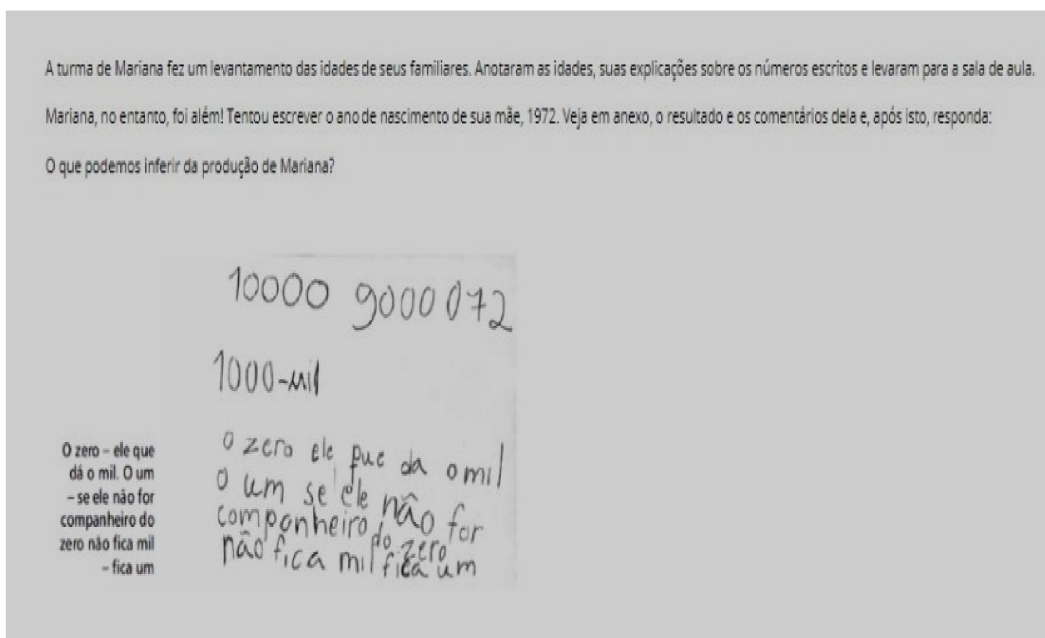 A turma de Mariana fez um levantamento das idades de seus familiares. Anotaram as idades, suas explicações sobre os números escritos e levaram para a sala de aula.
Mariana, no entanto, foi além! Tentou escrever o ano de nascimento de sua mãe, 1972. Veja em anexo, o resultado e os comentários dela e, após isto, responda:
O que podemos inferir da produção de Mariana?
10000 9000072
1000-mil
O zero – ele que
dá o mil. O um
– se ele não for
companheiro do
zero não fica mil
– fica um
o zero ele que da o mil
o um se ele não for
companheiro do zero
não fica mil fica um